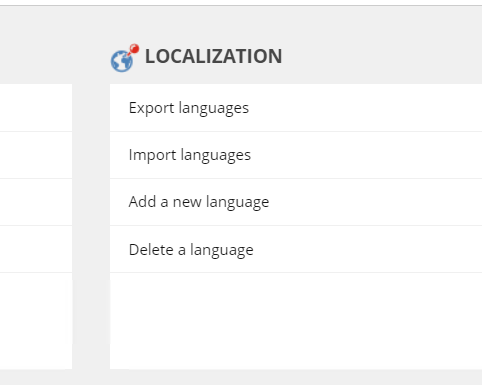 LOCALIZATION
Export languages
Import languages
Add a new language
Delete a language